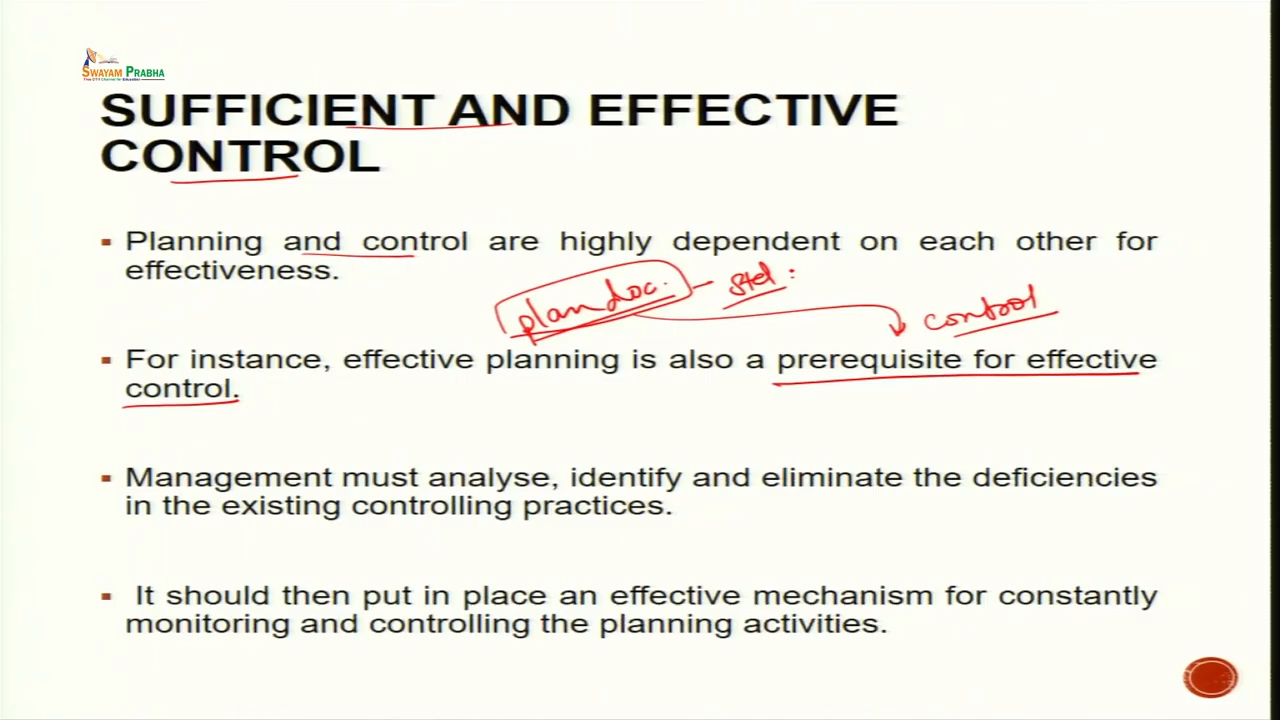 SWAYAM PRABHA
SUFFICIENT AND EFFECTIVE
CONTROL
▪ Planning and control are highly dependent on each other for
effectiveness.
plan doc. - std :
control
▪ For instance, effective planning is also a prerequisite for effective
control.
▪ Management must analyse, identify and eliminate the deficiencies
in the existing controlling practices.
▪ It should then put in place an effective mechanism for constantly
monitoring and controlling the planning activities.